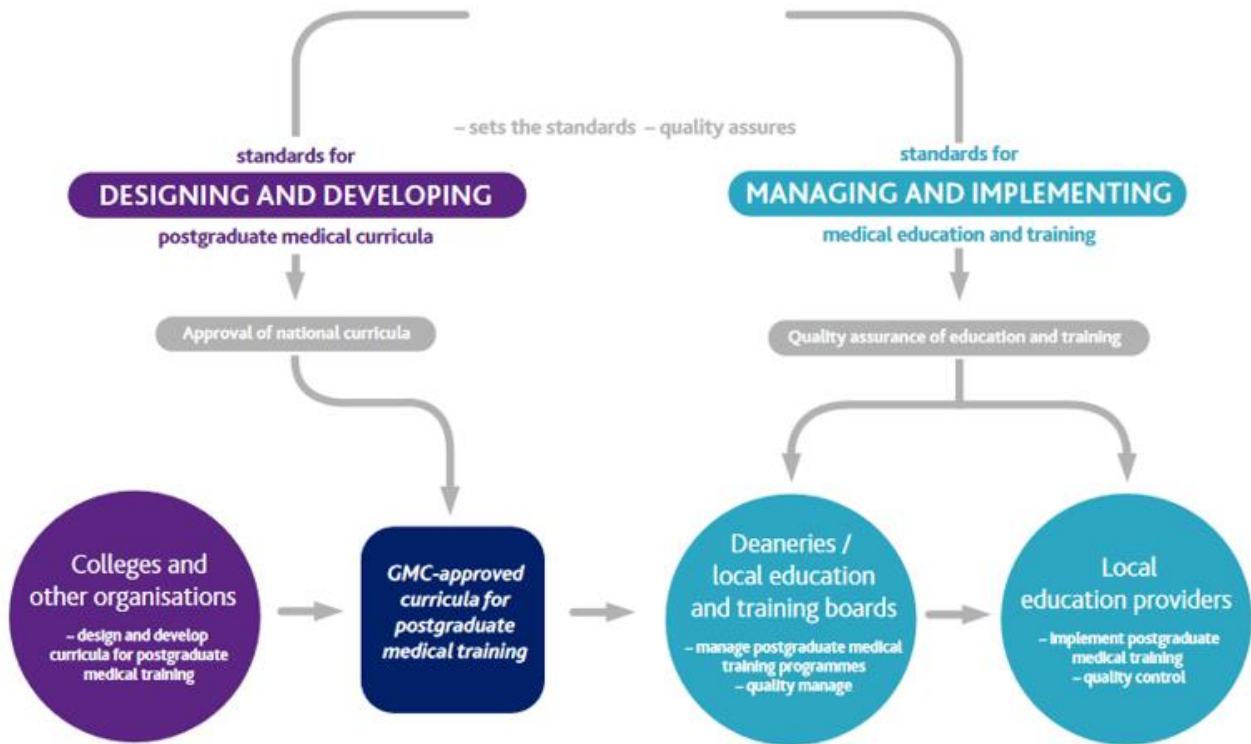 – sets the standards – quality assures
standards for
DESIGNING AND DEVELOPING
postgraduate medical curricula
standards for
MANAGING AND IMPLEMENTING
medical education and training
Approval of national curricula
Quality assurance of education and training
Colleges and
other organisations
– design and develop
curricula for postgraduate
medical training
GMC-approved
curricula for
postgraduate
medical training
Deaneries /
local education
and training boards
– manage postgraduate medical
training programmes
– quality manage
Local
education providers
– implement postgraduate
medical training
– quality control